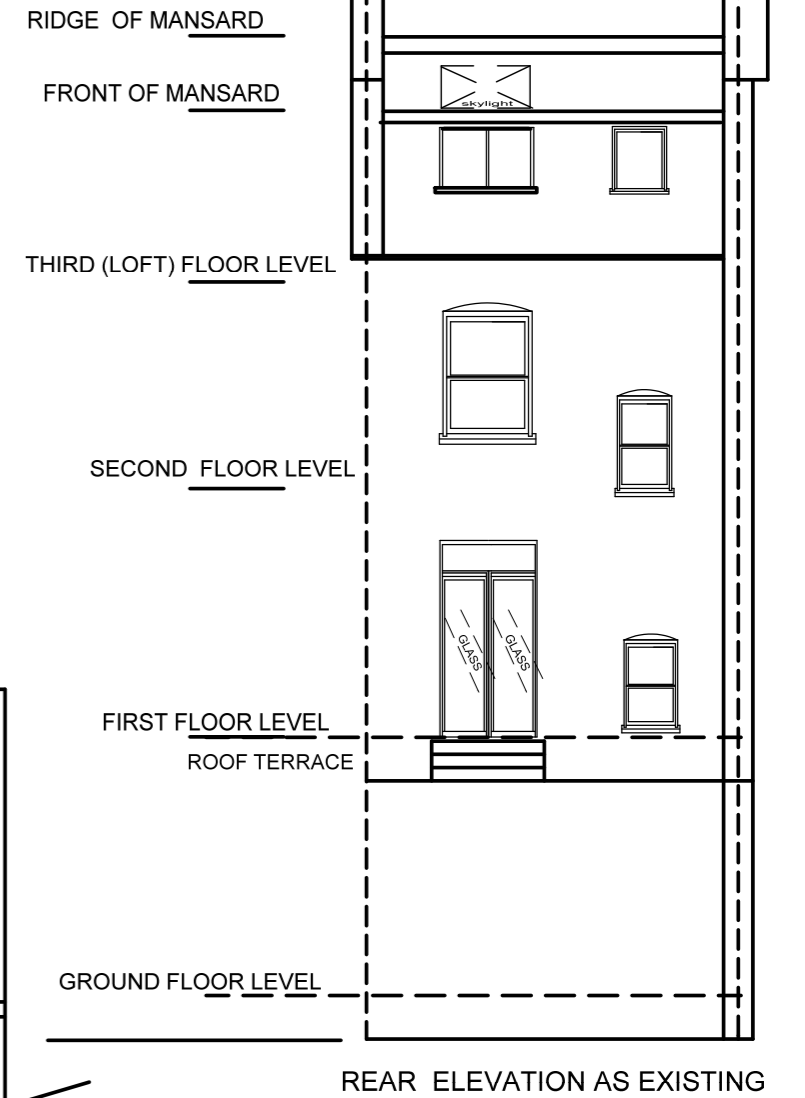 RIDGE OF MANSARD
FRONT OF MANSARD
skylight
THIRD (LOFT) FLOOR LEVEL
SECOND FLOOR LEVEL
GLASS
GLASS
FIRST FLOOR LEVEL
ROOF TERRACE
GROUND FLOOR LEVEL
REAR ELEVATION AS EXISTING